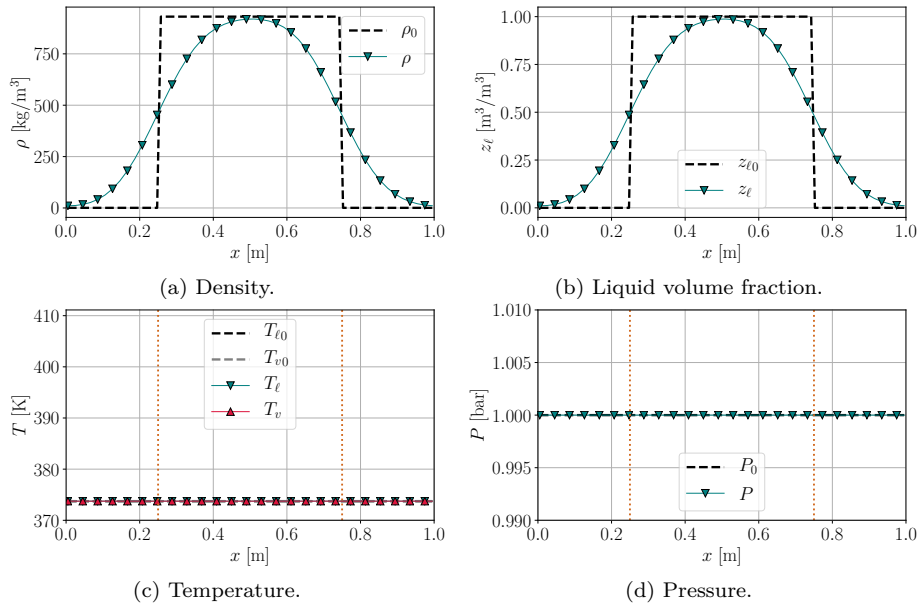 750
500
250
0
ρ [kg/m³]
ρ₀
ρ
0.0 0.2 0.4 0.6 0.8 1.0
x [m]
(a) Density.
1.00
0.75
0.50
0.25
0.00
z_ℓ [m³/m³]
z_ℓ0
z_ℓ
0.0 0.2 0.4 0.6 0.8 1.0
x [m]
(b) Liquid volume fraction.
410
400
390
380
370
T [K]
T_ℓ0
T_v0
T_ℓ
T_v
0.0 0.2 0.4 0.6 0.8 1.0
x [m]
(c) Temperature.
1.010
1.005
1.000
0.995
0.990
P [bar]
P₀
P
0.0 0.2 0.4 0.6 0.8 1.0
x [m]
(d) Pressure.